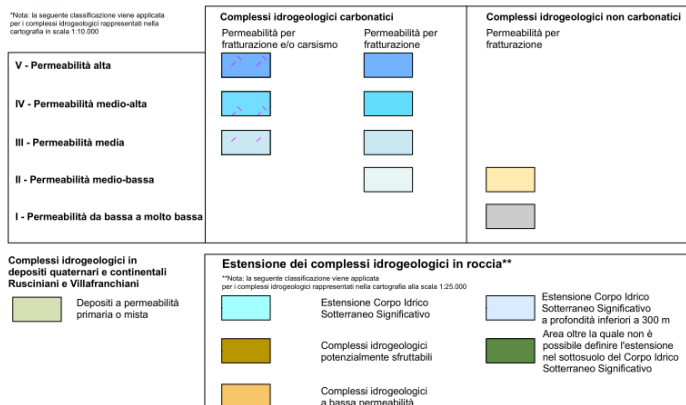 *Nota: la seguente classificazione viene applicata
per i complessi idrogeologici rappresentati nella
cartografia in scala 1:10.000
Complessi idrogeologici carbonatici
Complessi idrogeologici non carbonatici
Permeabilità per
fratturazione e/o carsismo
Permeabilità per
fratturazione
Permeabilità per
fratturazione
V - Permeabilità alta
IV - Permeabilità medio-alta
III - Permeabilità media
II - Permeabilità medio-bassa
I - Permeabilità da bassa a molto bassa
Complessi idrogeologici in
depositi quaternari e continentali
Rusciniani e Villafranchiani
Depositi a permeabilità
primaria o mista
Estensione dei complessi idrogeologici in roccia**
**Nota: la seguente classificazione viene applicata
per i complessi idrogeologici rappresentati nella cartografia alla scala 1:25.000
Estensione Corpo Idrico
Sotterraneo Significativo
Complessi idrogeologici
potenzialmente sfruttabili
Complessi idrogeologici
a bassa permeabilità
Estensione Corpo Idrico
Sotterraneo Significativo
a profondità inferiori a 300 m
Area oltre la quale non è
possibile definire l'estensione
nel sottosuolo del Corpo Idrico
Sotterraneo Significativo